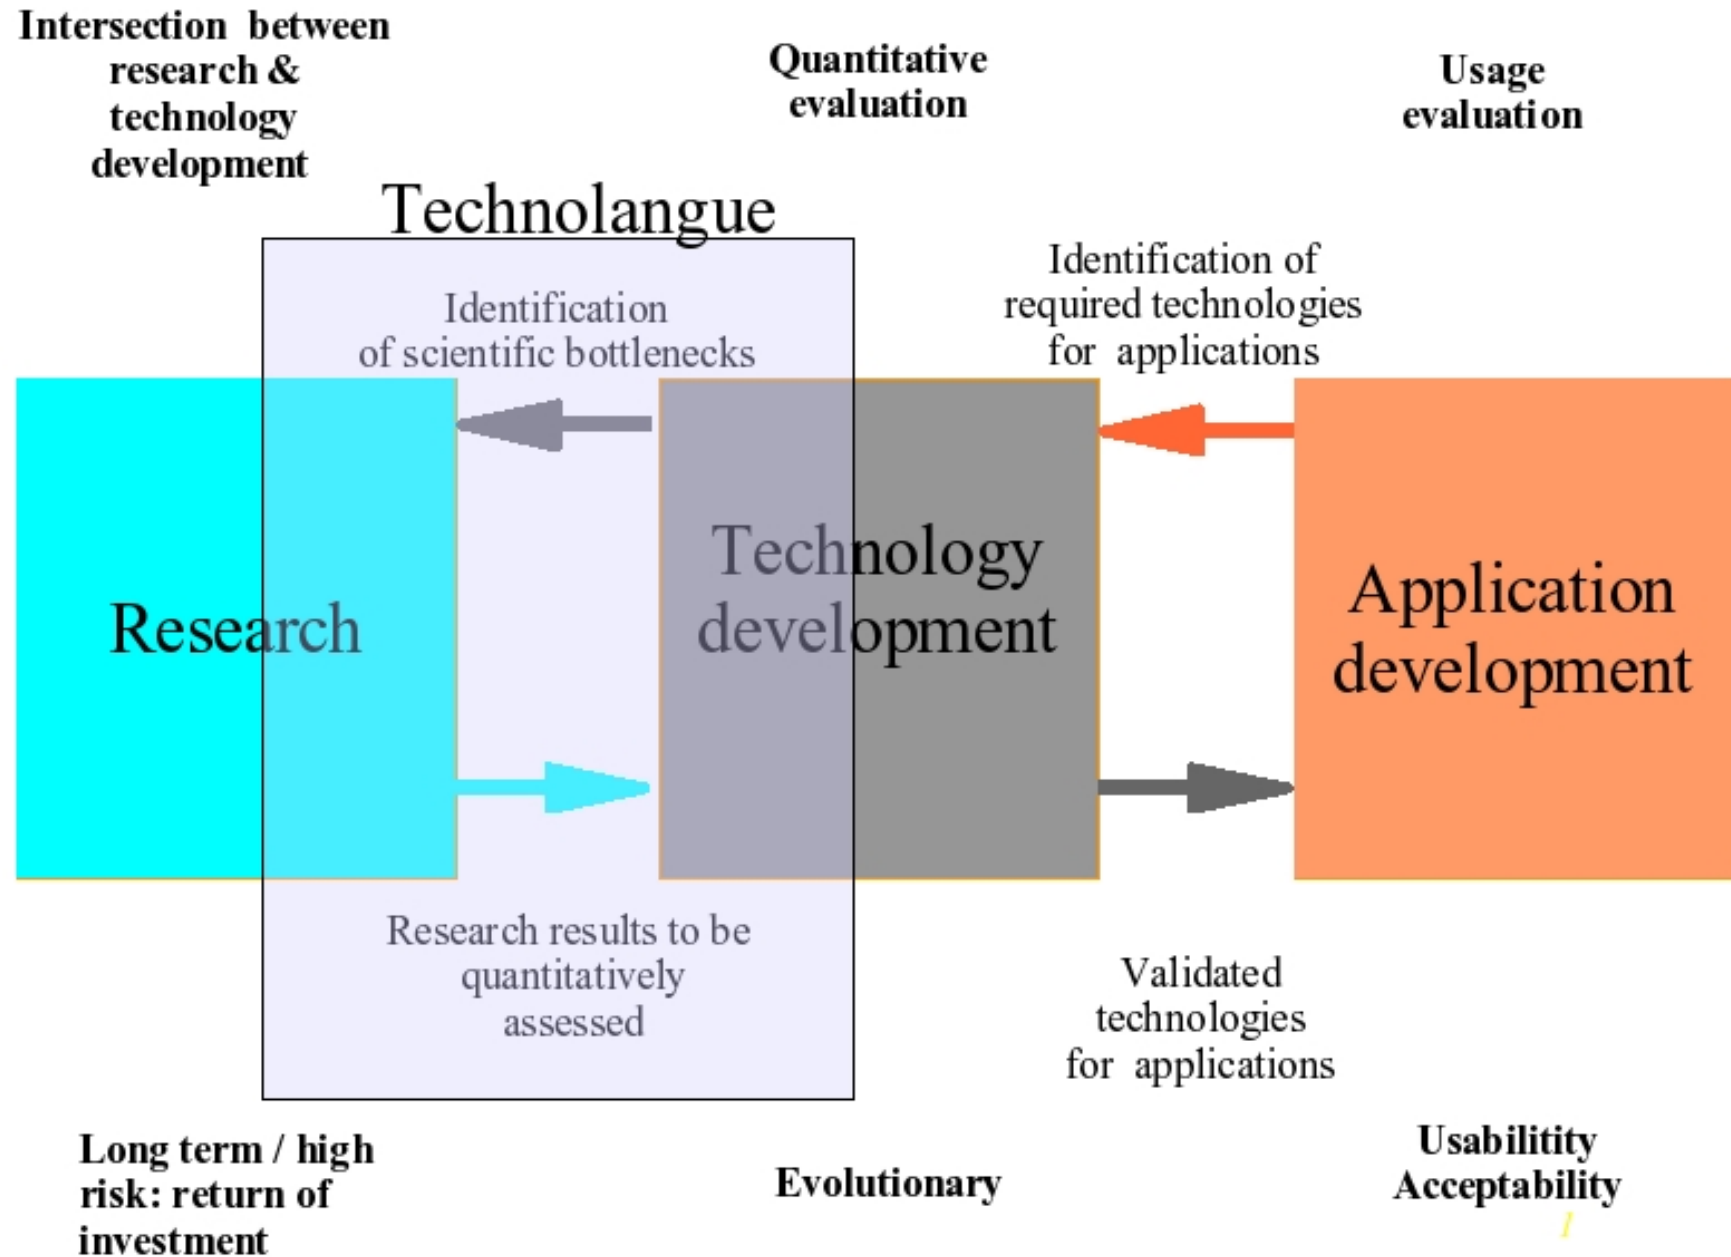 Intersection between
research &
technology
development
Quantitative
evaluation
Usage
evaluation
Technolangue
Identification
of scientific bottlenecks
Identification of
required technologies
for applications
Research
Technology
development
Application
development
Research results to be
quantitatively
assessed
Validated
technologies
for applications
Long term / high
risk: return of
investment
Evolutionary
Usabilitity
Acceptability
1